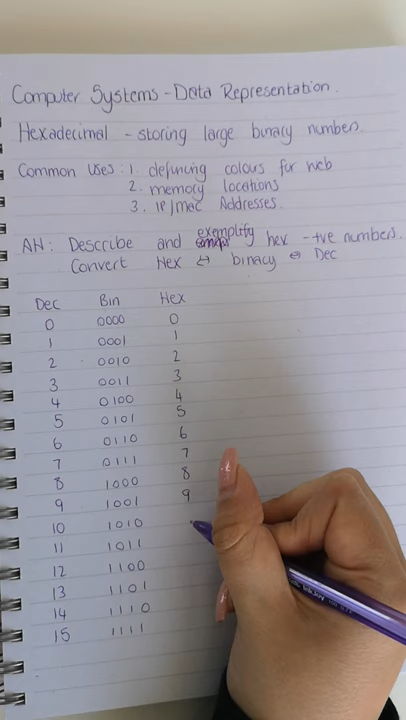 Computer Systems - Data Representation.
Hexadecimal - storing large binary numbers.
Common Uses: 1. defining colours for web
2. memory locations
3. IP/Mac Addresses.
AH: Describe and exemplify hex -+ve numbers.
Convert Hex ↔ binacy ↔ Dec
Dec Bin Hex
0 0000 0
1 0001 1
2 0010 2
3 0011 3
4 0100 4
5 0101 5
6 0110 6
7 0111 7
8 1000 8
9 1001 9
10 1010
11 1011
12 1100
13 1101
14 1110
15 1111